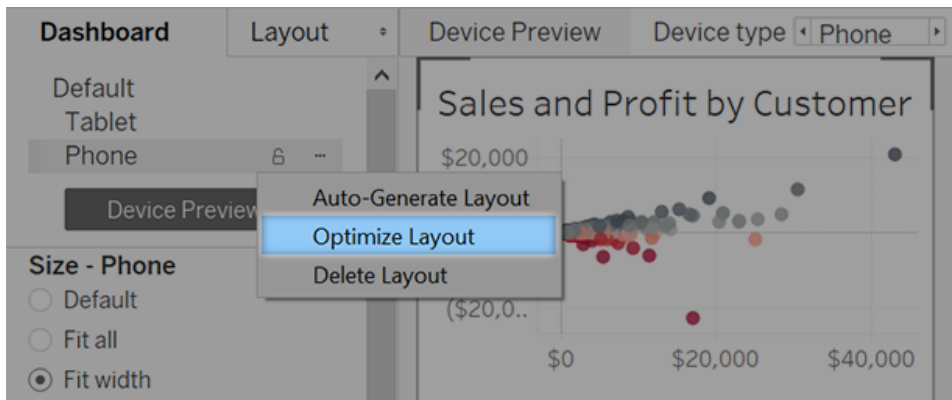 Dashboard Layout Device Preview Device type Phone
Default
Tablet
Phone
Device Preview
Auto-Generate Layout
Optimize Layout
Delete Layout
Size - Phone
Default
Fit all
Fit width
Sales and Profit by Customer
$20,000
($20,0..
$0 $20,000 $40,000